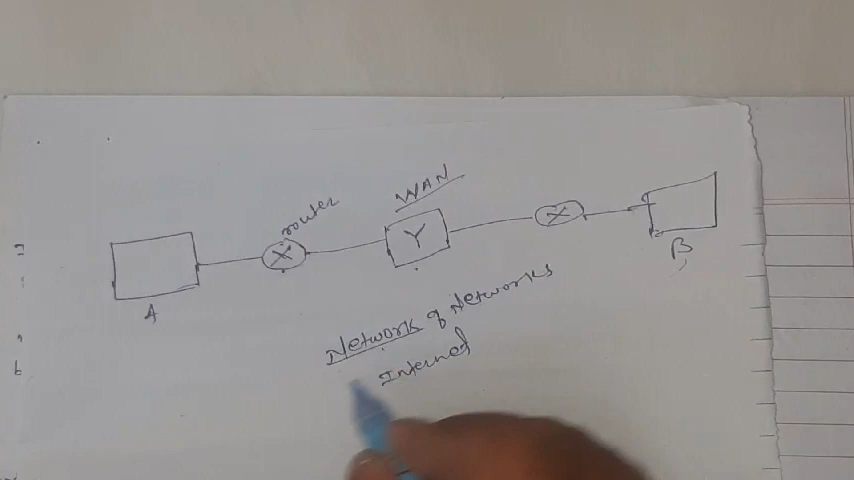 WAN
router
X
Y
X
A
B
Network of Networks
Internet